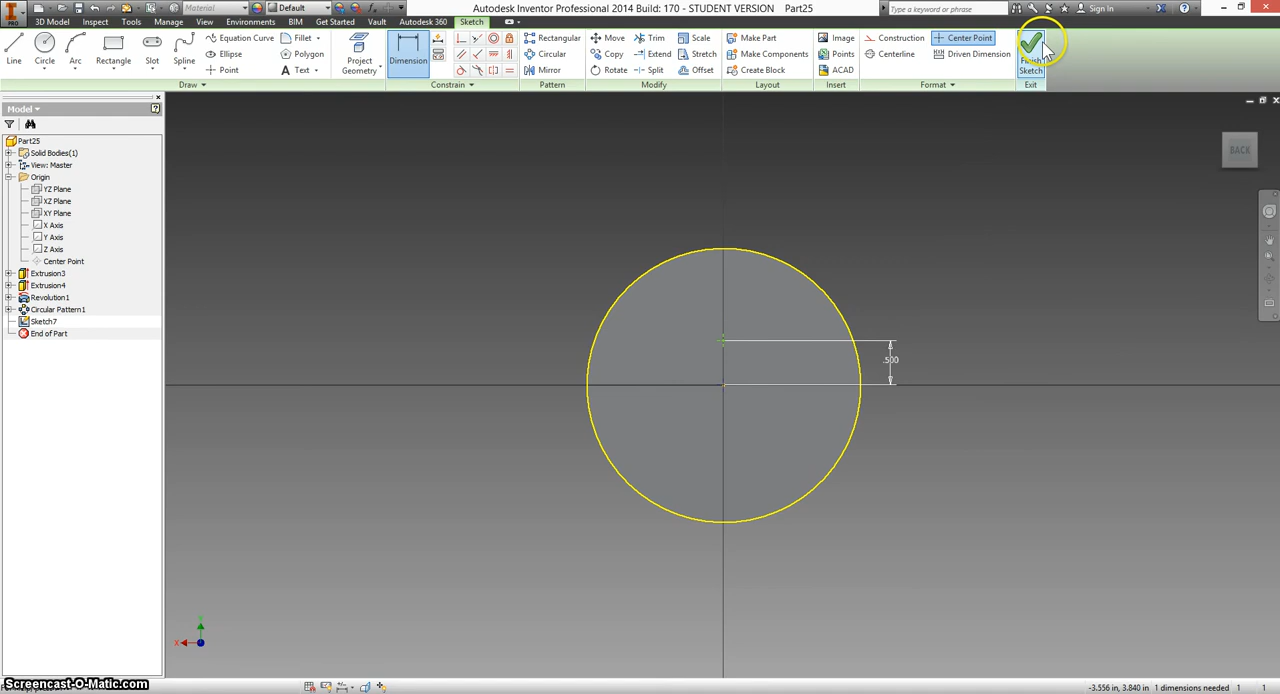 PRO
Material
Default
Autodesk Inventor Professional 2014 Build: 170 - STUDENT VERSION Part25
Type a keyword or phrase
Sign In
3D Model Inspect Tools Manage View Environments BIM Get Started Vault Autodesk 360 Sketch
Line Circle Arc Rectangle Slot Spline
Equation Curve Fillet
Ellipse Polygon
Point Text
Project Geometry
Dimension
Rectangular
Circular
Mirror
Move Trim Scale
Copy Extend Stretch
Rotate Split Offset
Make Part
Make Components
Create Block
Image
Points
ACAD
Construction Center Point
Centerline Driven Dimension
Finish Sketch
Draw Constrain Pattern Modify Layout Insert Format Exit
Model
Part25
Solid Bodies(1)
View: Master
Origin
YZ Plane
XZ Plane
XY Plane
X Axis
Y Axis
Z Axis
Center Point
Extrusion3
Extrusion4
Revolution1
Circular Pattern1
Sketch7
End of Part
BACK
.500
X
-3.556 in, 3.840 in 1 dimensions needed 1 1
Screencast-O-Matic.com